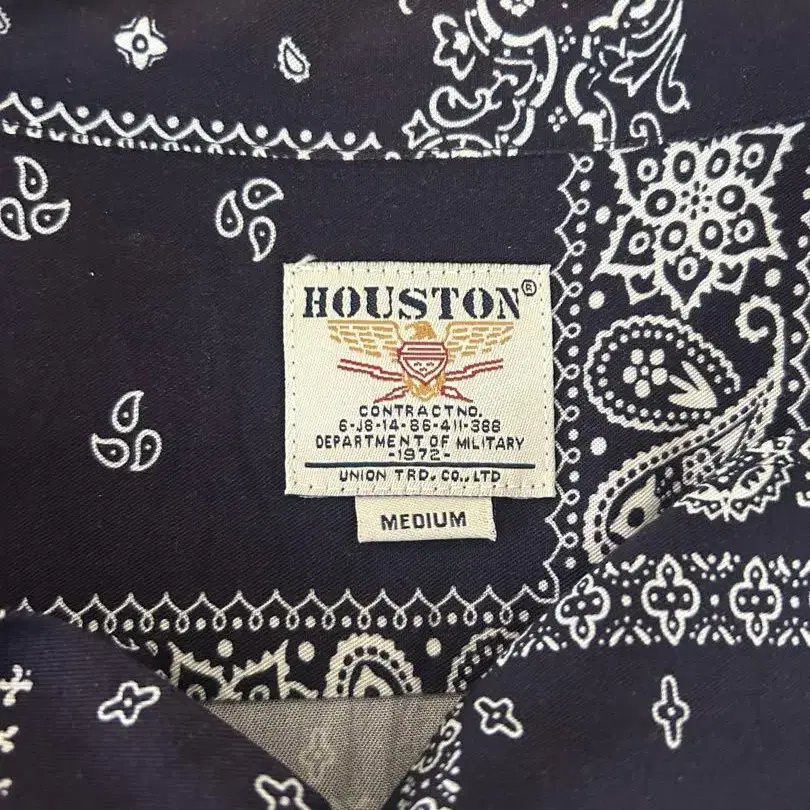 HOUSTON®
CONTRACT NO.
6-J8-14-86-411-388
DEPARTMENT OF MILITARY
-1972-
UNION TRD. CO., LTD
MEDIUM